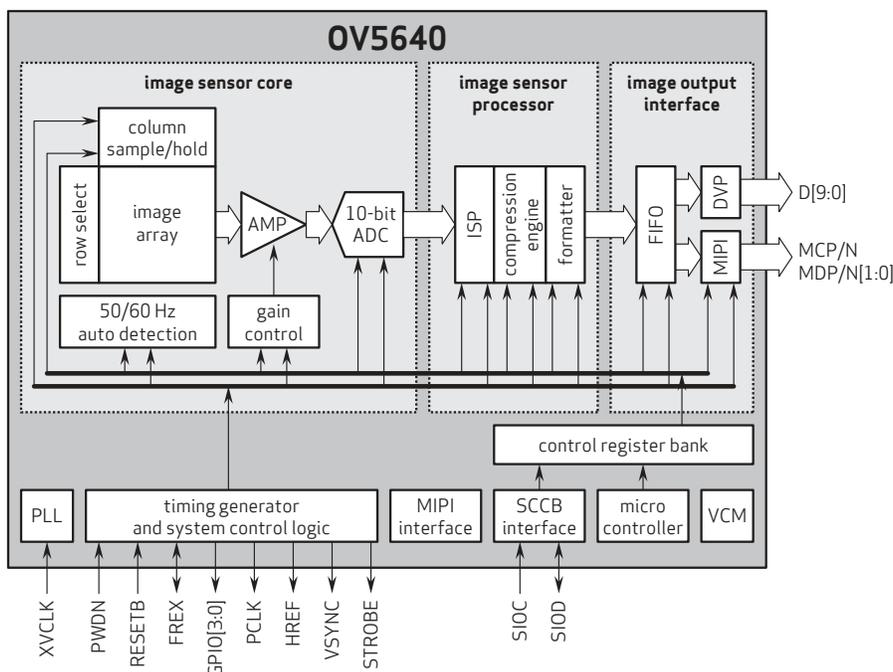 OV5640
image sensor core
image sensor
processor
image output
interface
column
sample/hold
row select
image
array
AMP
10-bit
ADC
ISP
compression
engine
formatter
FIFO
DVP
MIPI
D[9:0]
MCP/N
MDP/N[1:0]
50/60 Hz
auto detection
gain
control
control register bank
PLL
timing generator
and system control logic
MIPI
interface
SCCB
interface
micro
controller
VCM
XVCLK
PWDN
RESETB
FREX
GPIO[3:0]
PCLK
HREF
VSYNC
STROBE
SIOC
SIOD